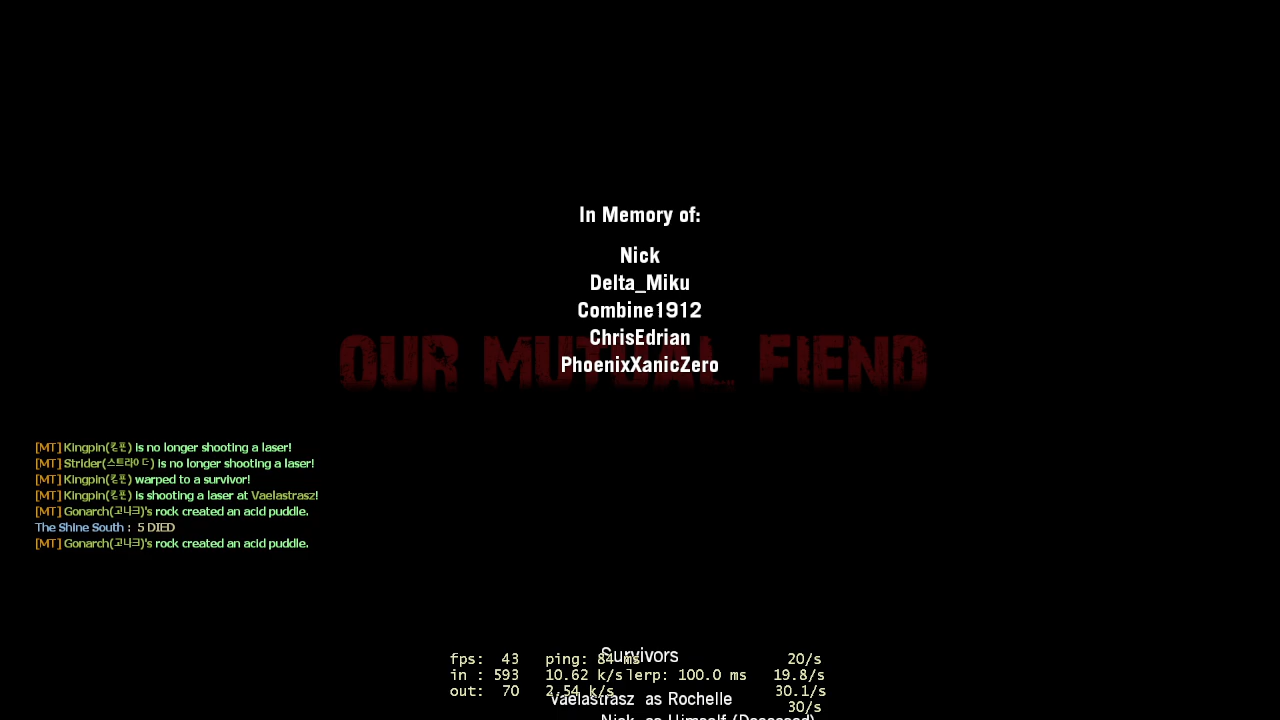 In Memory of:
Nick
Delta_Miku
Combine1912
ChrisEdrian
OUR MUTUAL FIEND
PhoenixXanicZero
[MT] Kingpin(킹핀) is no longer shooting a laser!
[MT] Strider(스트라이더) is no longer shooting a laser!
[MT] Kingpin(킹핀) warped to a survivor!
[MT] Kingpin(킹핀) is shooting a laser at Vaelastrasz!
[MT] Gonarch(고나크)'s rock created an acid puddle.
The Shine South : 5 DIED
[MT] Gonarch(고나크)'s rock created an acid puddle.
Survivors
fps: 43 ping: 84 ms 20/s
in : 593 10.62 k/s lerp: 100.0 ms 19.8/s
out: 70 2.54 k/s 30.1/s
Vaelastrasz as Rochelle
30/s
Nick as Himself (Deceased)